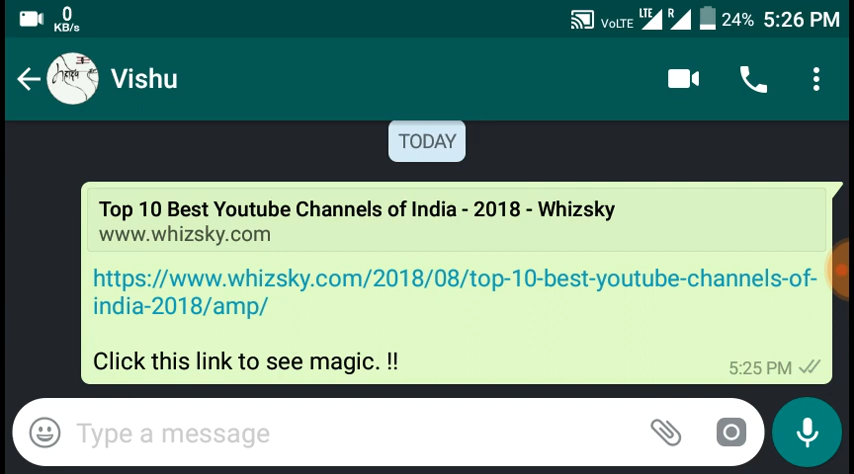 0
KB/s
VoLTE LTE R 24% 5:26 PM
Vishu
TODAY
Top 10 Best Youtube Channels of India - 2018 - Whizsky
www.whizsky.com
https://www.whizsky.com/2018/08/top-10-best-youtube-channels-of-
india-2018/amp/
Click this link to see magic. !!
5:25 PM
Type a message